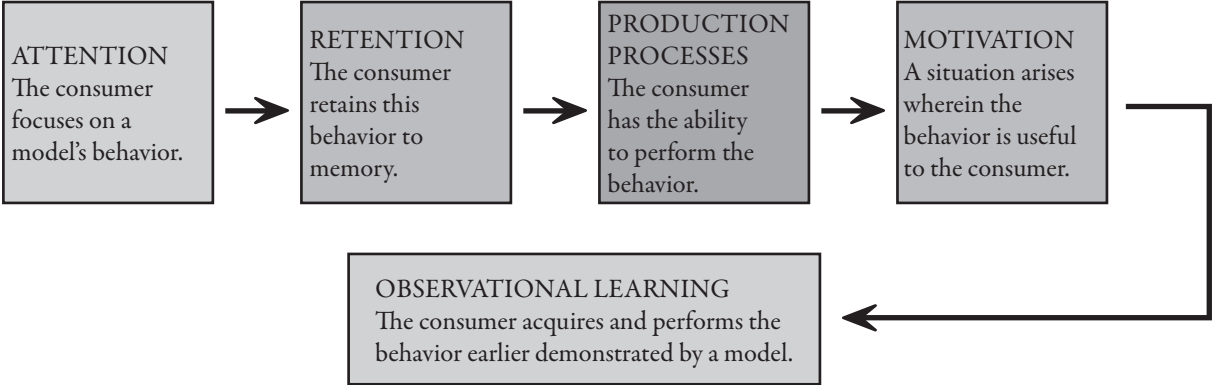 ATTENTION
The consumer
focuses on a
model’s behavior.
RETENTION
The consumer
retains this
behavior to
memory.
PRODUCTION
PROCESSES
The consumer
has the ability
to perform the
behavior.
MOTIVATION
A situation arises
wherein the
behavior is useful
to the consumer.
OBSERVATIONAL LEARNING
The consumer acquires and performs the
behavior earlier demonstrated by a model.